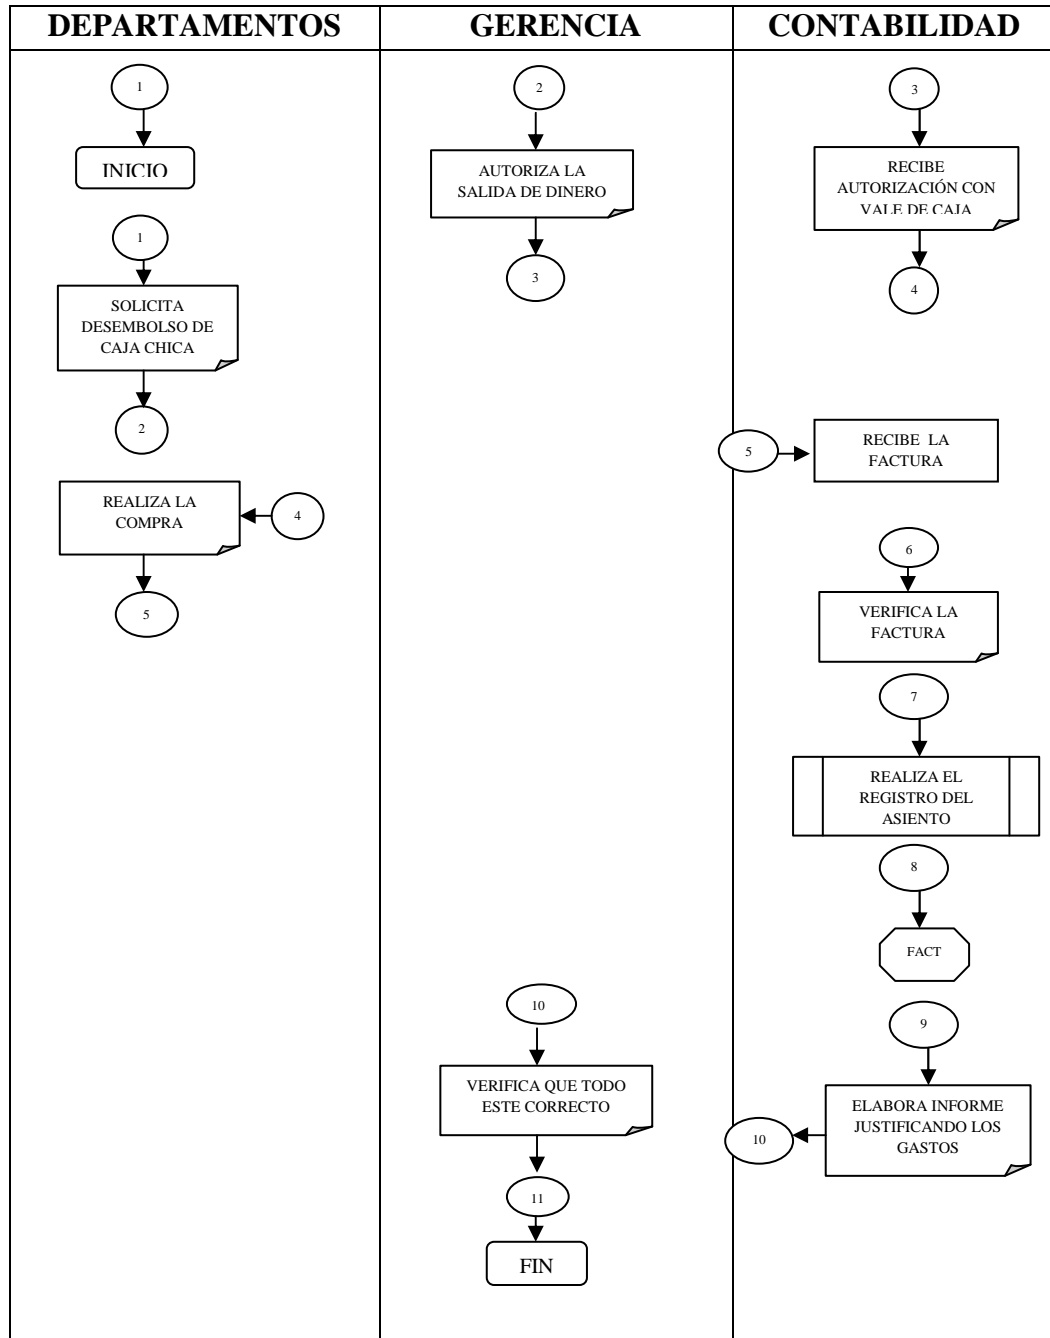 DEPARTAMENTOS
1
INICIO
1
SOLICITA
DESEMBOLSO DE
CAJA CHICA
2
REALIZA LA
COMPRA
4
5
GERENCIA
2
AUTORIZA LA
SALIDA DE DINERO
3
10
VERIFICA QUE TODO
ESTE CORRECTO
11
FIN
CONTABILIDAD
3
RECIBE
AUTORIZACIÓN CON
VALE DE CAJA
4
5
RECIBE LA
FACTURA
6
VERIFICA LA
FACTURA
7
REALIZA EL
REGISTRO DEL
ASIENTO
8
FACT
9
ELABORA INFORME
JUSTIFICANDO LOS
GASTOS
10